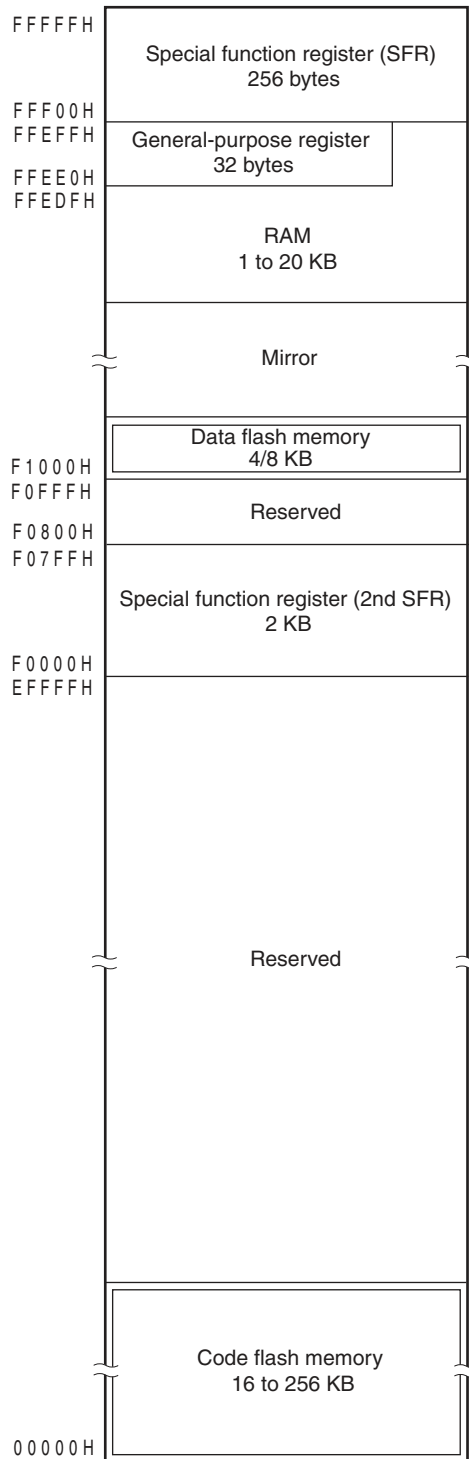 FFFFFH
Special function register (SFR)
256 bytes
FFF00H
FFEFFH
General-purpose register
32 bytes
FFEE0H
FFEDFH
RAM
1 to 20 KB
Mirror
Data flash memory
4/8 KB
F1000H
F0FFFH
Reserved
F0800H
F07FFH
Special function register (2nd SFR)
2 KB
F0000H
EFFFFH
Reserved
Code flash memory
16 to 256 KB
00000H